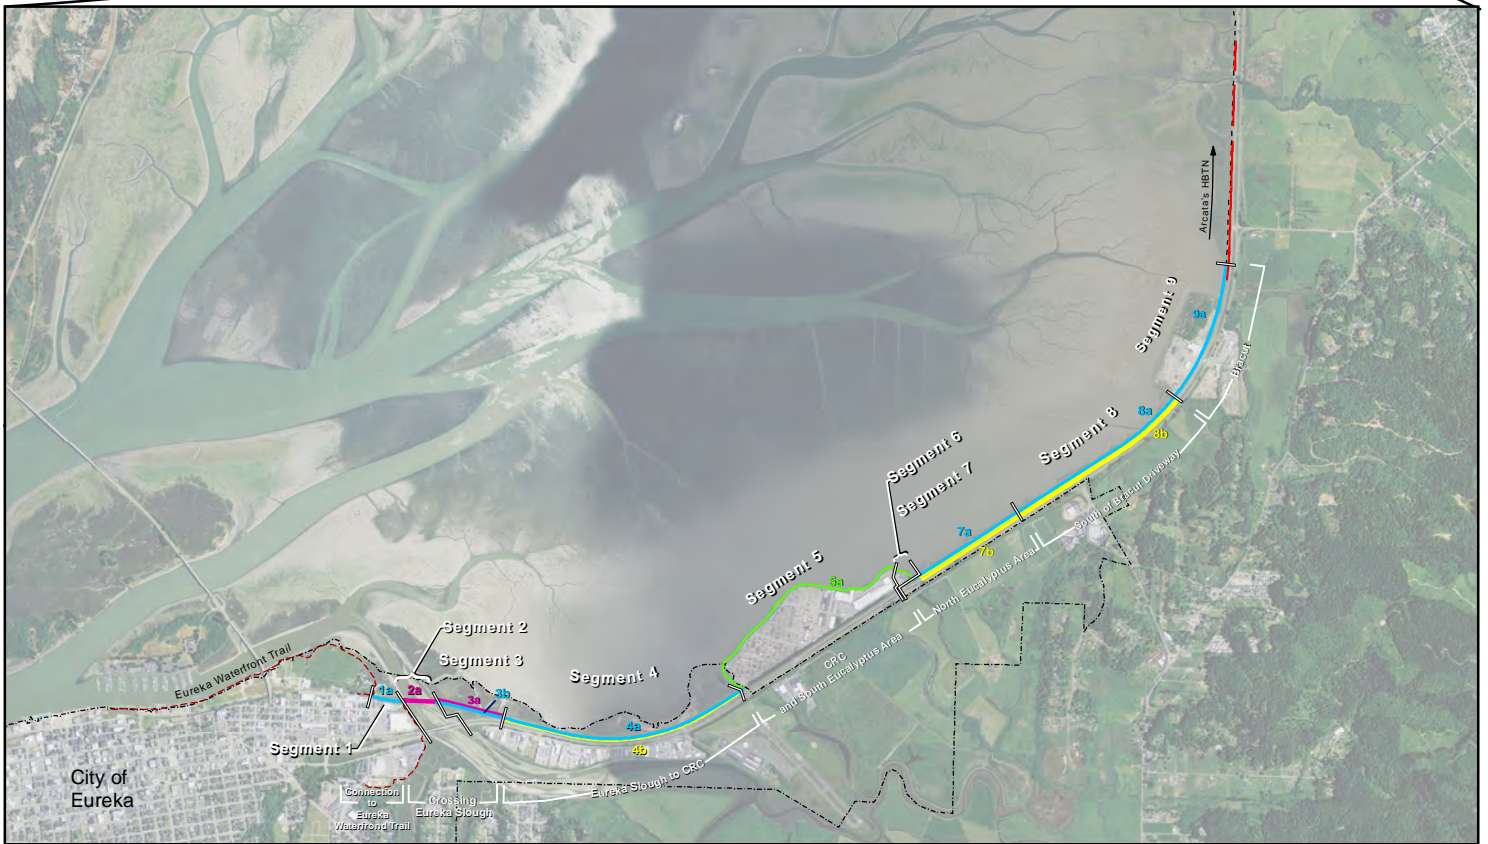 Arcata's HBTN
Segment 9
9a
Bracut
8a
Segment 8
8b
Segment 6
Segment 7
South of Bracut Driveway
7a
7b
North Eucalyptus Area
Segment 5
5a
CRC
and South Eucalyptus Area
Segment 2
Segment 3
Eureka Waterfront Trail
Segment 4
1a
2a
3a
3b
4a
4b
Segment 1
Eureka Slough to CRC
City of
Eureka
Connection
to
Eureka
Waterfrond Trail
Crossing
Eureka Slough